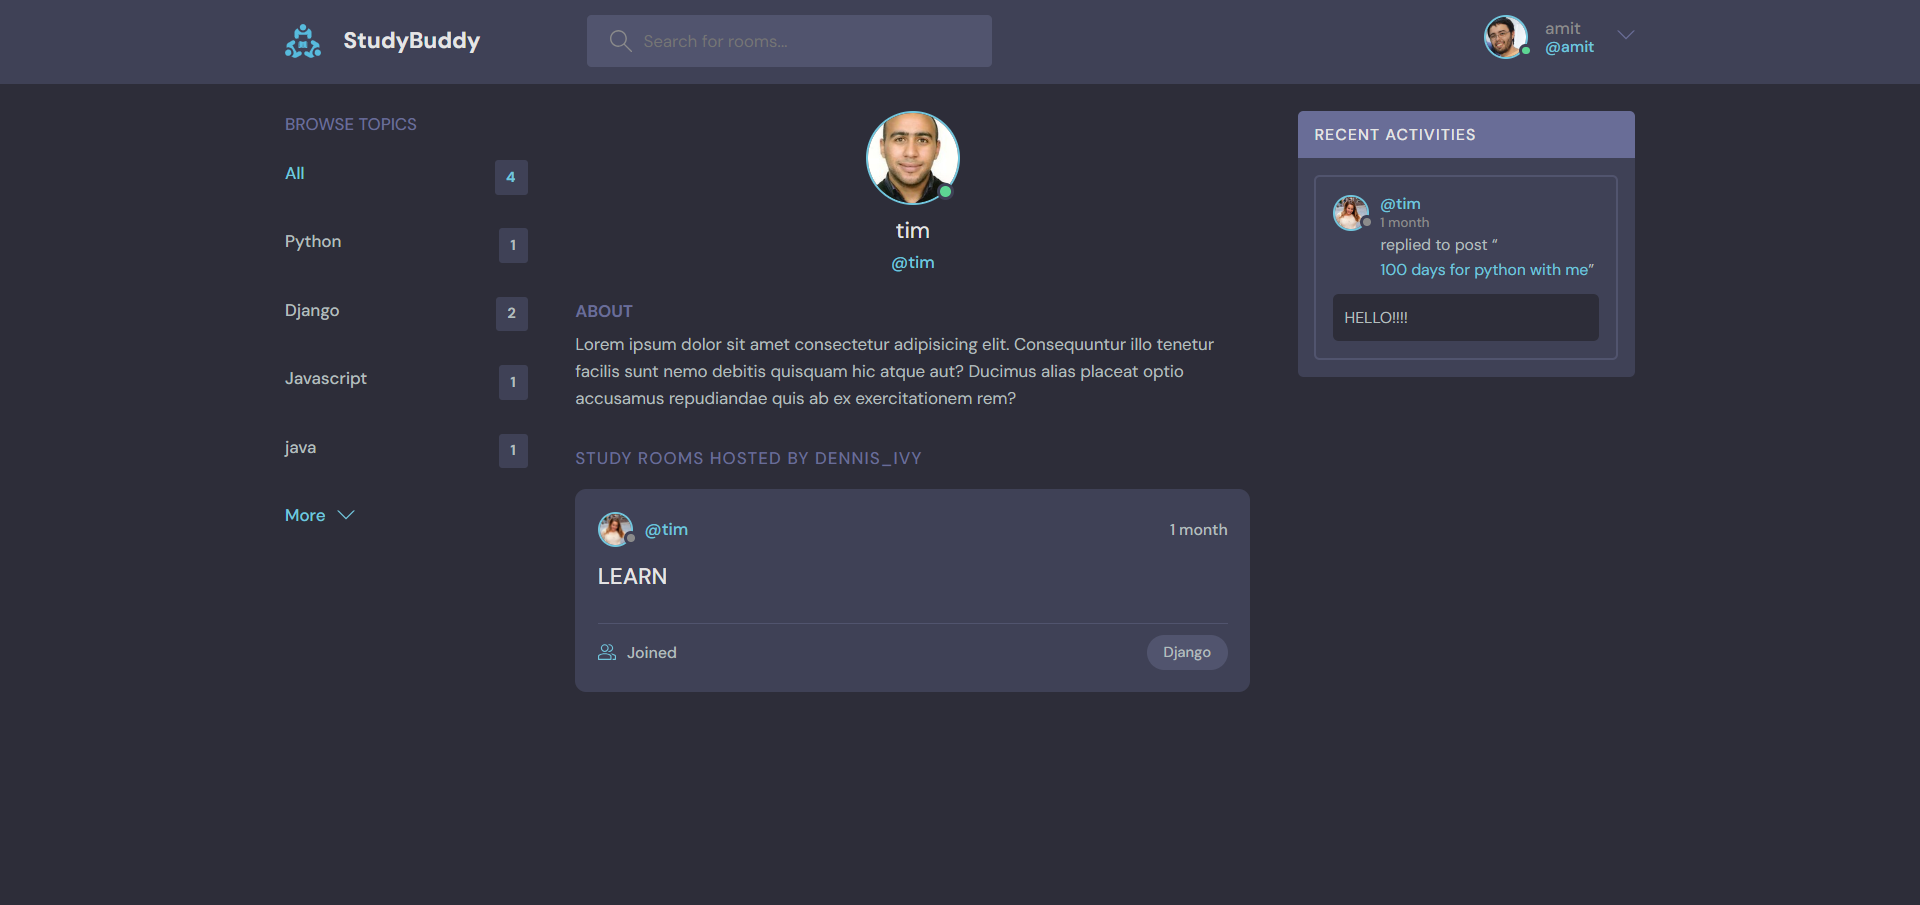 StudyBuddy
Search for rooms...
amit
@amit
BROWSE TOPICS
All
4
Python
1
Django
2
Javascript
1
java
1
More
tim
@tim
ABOUT
Lorem ipsum dolor sit amet consectetur adipisicing elit. Consequuntur illo tenetur
facilis sunt nemo debitis quisquam hic atque aut? Ducimus alias placeat optio
accusamus repudiandae quis ab ex exercitationem rem?
STUDY ROOMS HOSTED BY DENNIS_IVY
@tim
1 month
LEARN
Joined
Django
RECENT ACTIVITIES
@tim
1 month
replied to post “
100 days for python with me”
HELLO!!!!